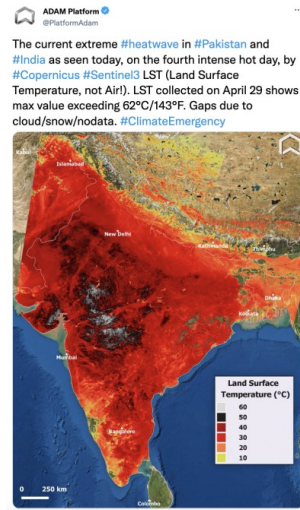 ADAM Platform
@PlatformAdam
The current extreme #heatwave in #Pakistan and
#India as seen today, on the fourth intense hot day, by
#Copernicus #Sentinel3 LST (Land Surface
Temperature, not Air!). LST collected on April 29 shows
max value exceeding 62ºC/143ºF. Gaps due to
cloud/snow/nodata. #ClimateEmergency
Kabul
Islamabad
New Delhi
Kathmandu
Thimphu
Dhaka
Kolkata
Mumbai
Bangalore
Colombo
Land Surface
Temperature (°C)
60
50
40
30
20
10
0 250 km